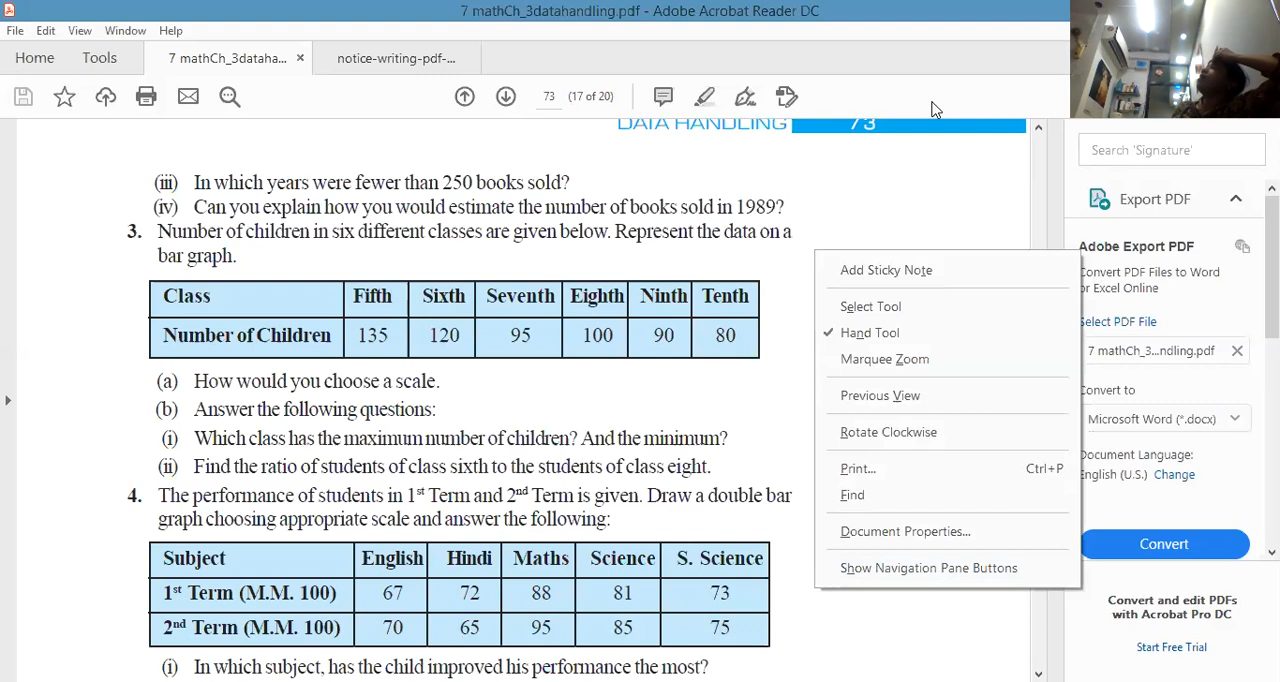 7 mathCh_3datahandling.pdf - Adobe Acrobat Reader DC
File Edit View Window Help
Home Tools 7 mathCh_3dataha... × notice-writing-pdf-...
73 (17 of 20)
DATA HANDLING 73
(iii) In which years were fewer than 250 books sold?
(iv) Can you explain how you would estimate the number of books sold in 1989?
3. Number of children in six different classes are given below. Represent the data on a
bar graph.
Class Fifth Sixth Seventh Eighth Ninth Tenth
Number of Children 135 120 95 100 90 80
(a) How would you choose a scale.
(b) Answer the following questions:
(i) Which class has the maximum number of children? And the minimum?
(ii) Find the ratio of students of class sixth to the students of class eight.
4. The performance of students in 1st Term and 2nd Term is given. Draw a double bar
graph choosing appropriate scale and answer the following:
Subject English Hindi Maths Science S. Science
1st Term (M.M. 100) 67 72 88 81 73
2nd Term (M.M. 100) 70 65 95 85 75
(i) In which subject, has the child improved his performance the most?
Add Sticky Note
Select Tool
Hand Tool
Marquee Zoom
Previous View
Rotate Clockwise
Print... Ctrl+P
Find
Document Properties...
Show Navigation Pane Buttons
Search 'Signature'
Export PDF
Adobe Export PDF
Convert PDF Files to Word
or Excel Online
Select PDF File
7 mathCh_3...ndling.pdf
Convert to
Microsoft Word (*.docx)
Document Language:
English (U.S.) Change
Convert
Convert and edit PDFs
with Acrobat Pro DC
Start Free Trial